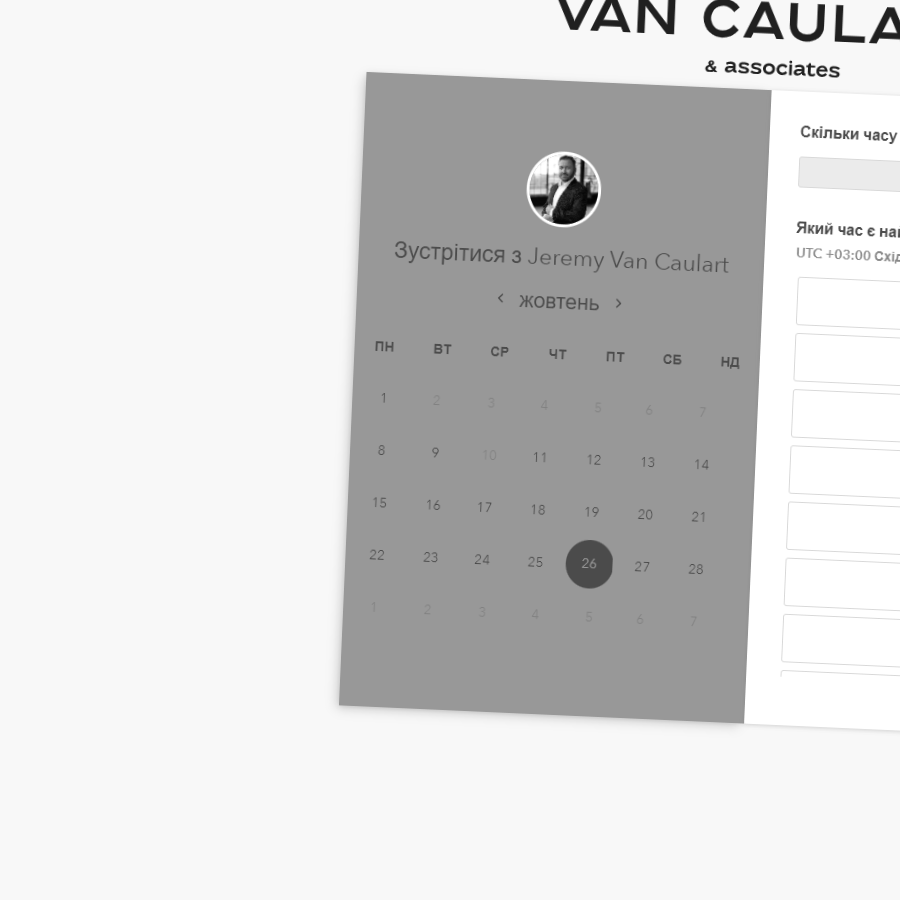 VAN CAULA
& associates
Зустрітися з Jeremy Van Caulart
жовтень
ПН ВТ СР ЧТ ПТ СБ НД
1 2 3 4 5 6 7
8 9 10 11 12 13 14
15 16 17 18 19 20 21
22 23 24 25 26 27 28
1 2 3 4 5 6 7
Скільки часу
Який час є на
UTC +03:00 Схід